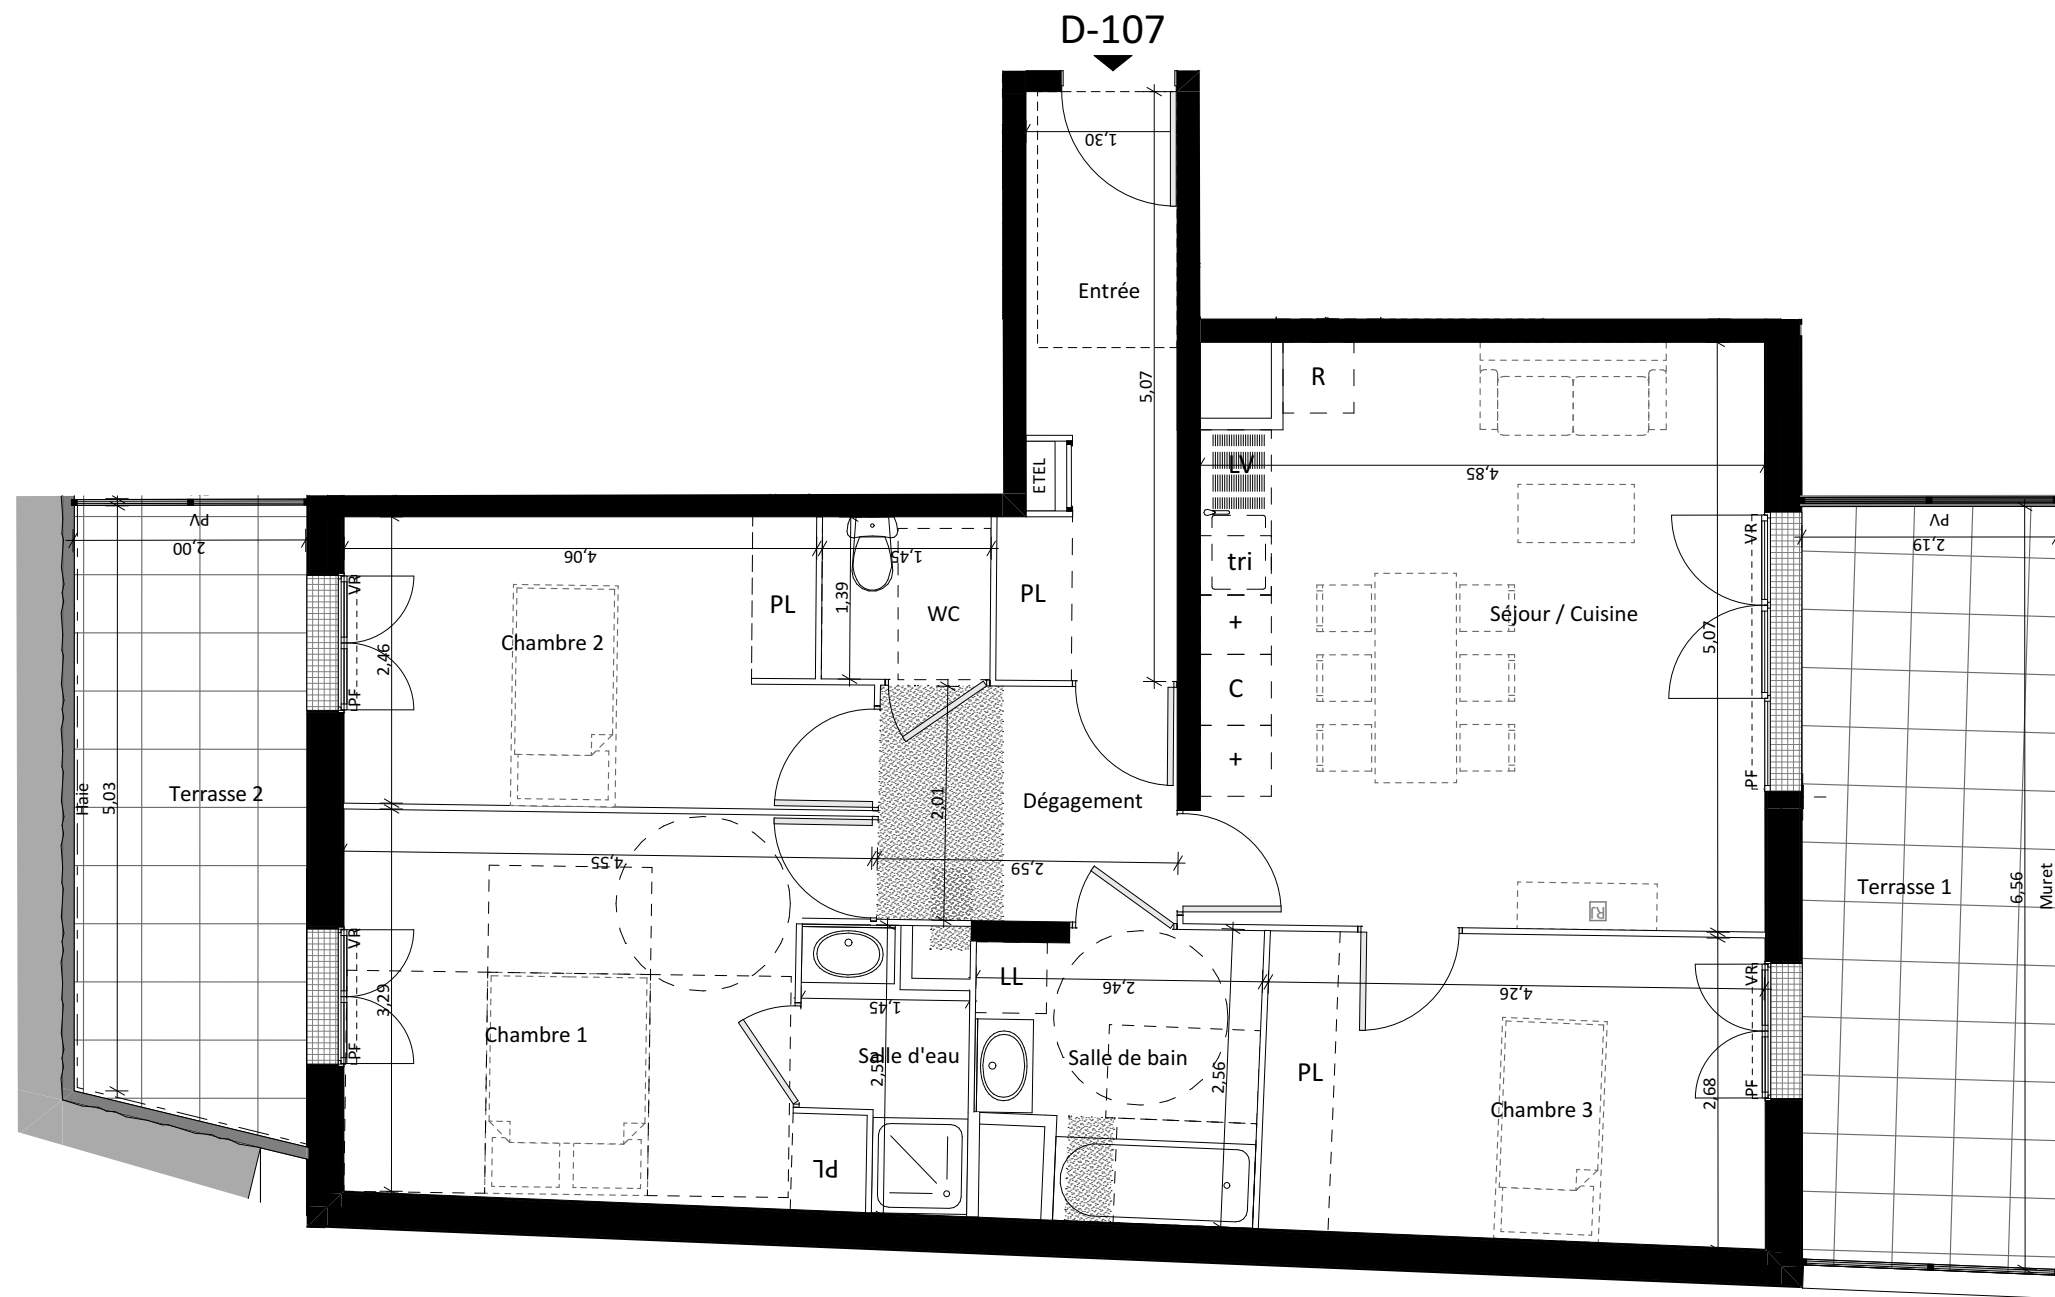 D-107
1,30
Entrée
5,07
R
ETEL
LV
4,85
PV
2,00
PV
2,19
VR
4,06
1,45
VR
tri
PL
1,39
WC
PL
+
Séjour / Cuisine
Chambre 2
2,46
5,07
PF
C
+
PF
Haie
5,03
Terrasse 2
2,01
Dégagement
4,55
2,59
Terrasse 1
6,56
Muret
RJ
VR
LL
VR
3,29
1,45
2,46
4,26
Chambre 1
PF
Salle d'eau
2,50
Salle de bain
2,56
PL
2,68
PF
Chambre 3
PL